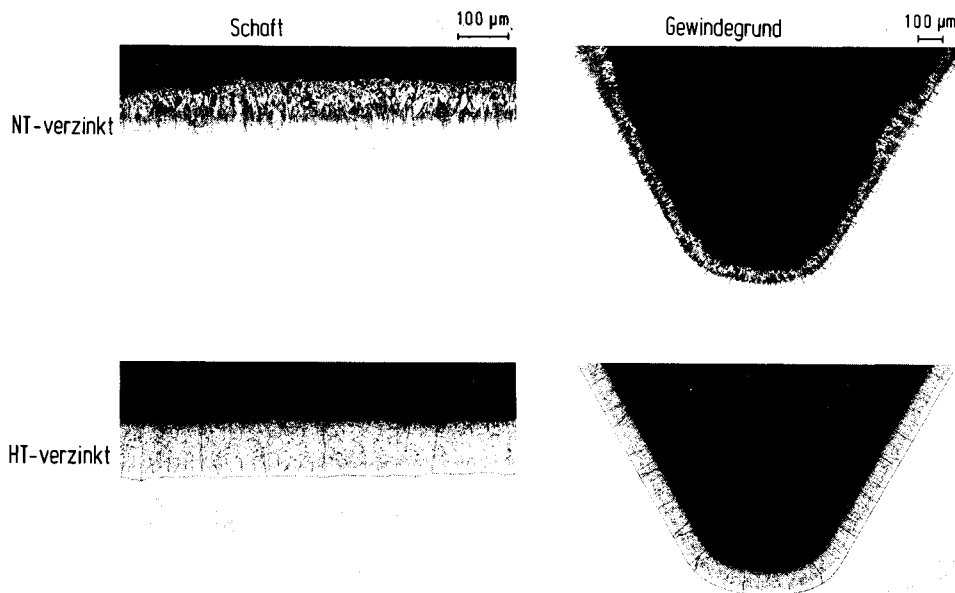 Schaft
100 µm
Gewindegrund
100 µm
NT-verzinkt
HT-verzinkt